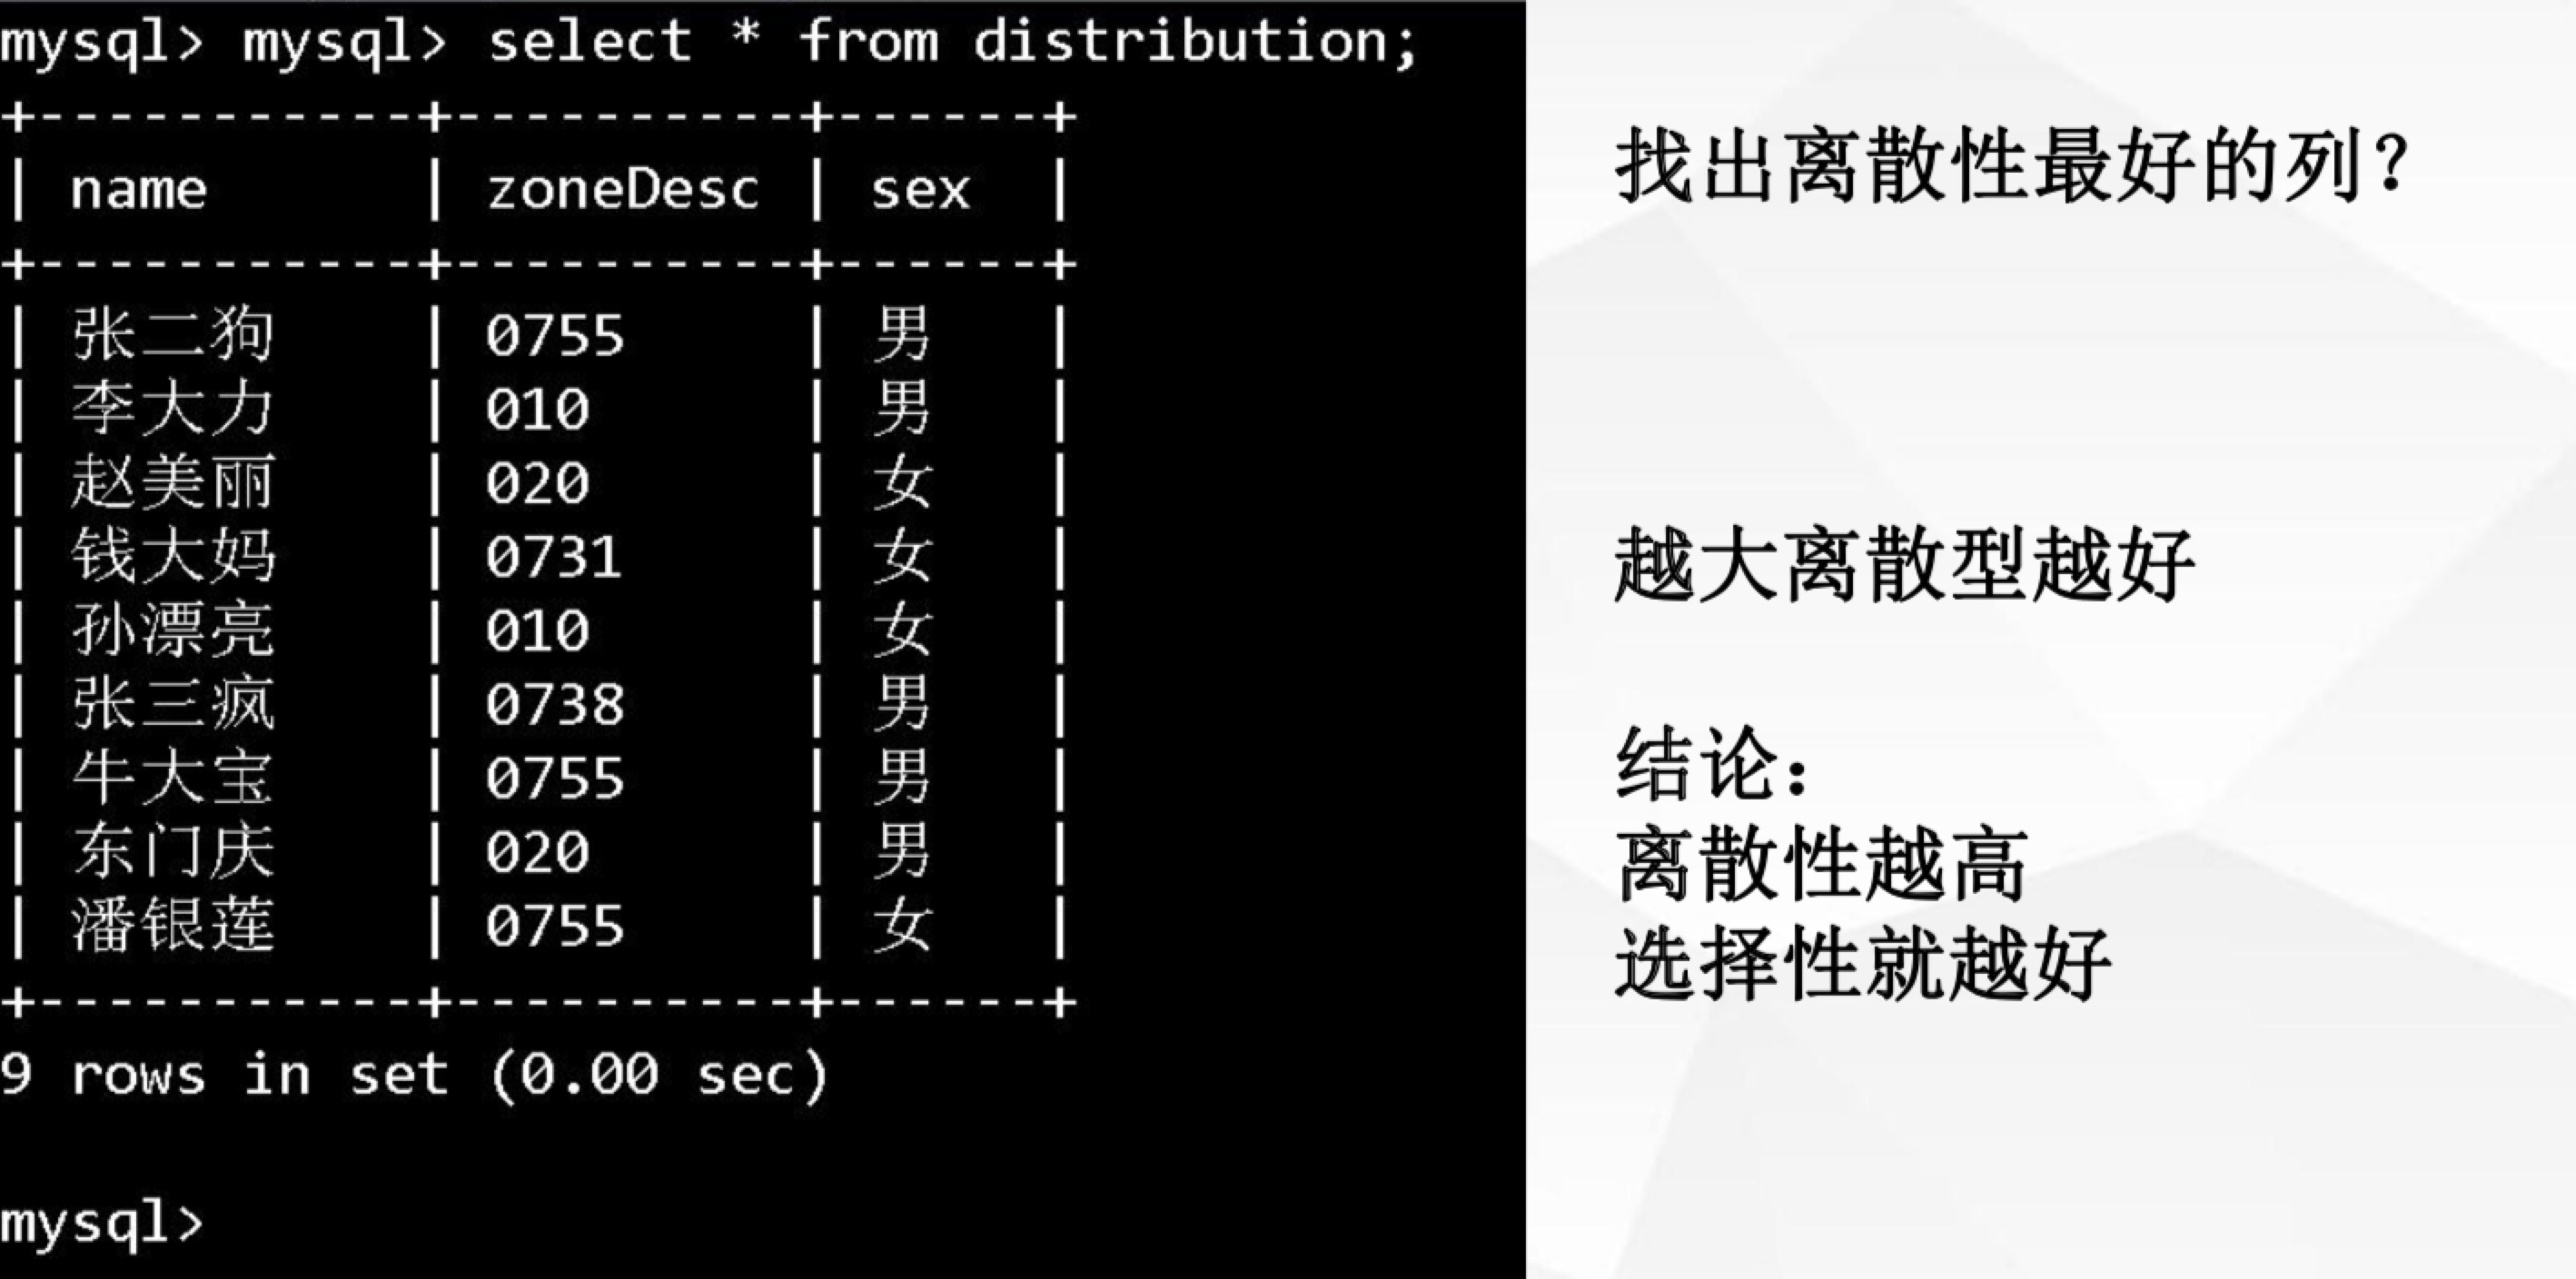 mysql> mysql> select * from distribution;
+-----------+----------+------+
| name | zoneDesc | sex |
+-----------+----------+------+
| 张二狗 | 0755 | 男 |
| 李大力 | 010 | 男 |
| 赵美丽 | 020 | 女 |
| 钱大妈 | 0731 | 女 |
| 孙漂亮 | 010 | 女 |
| 张三疯 | 0738 | 男 |
| 牛大宝 | 0755 | 男 |
| 东门庆 | 020 | 男 |
| 潘银莲 | 0755 | 女 |
+-----------+----------+------+
9 rows in set (0.00 sec)
mysql>
找出离散性最好的列？
越大离散型越好
结论：
离散性越高
选择性就越好